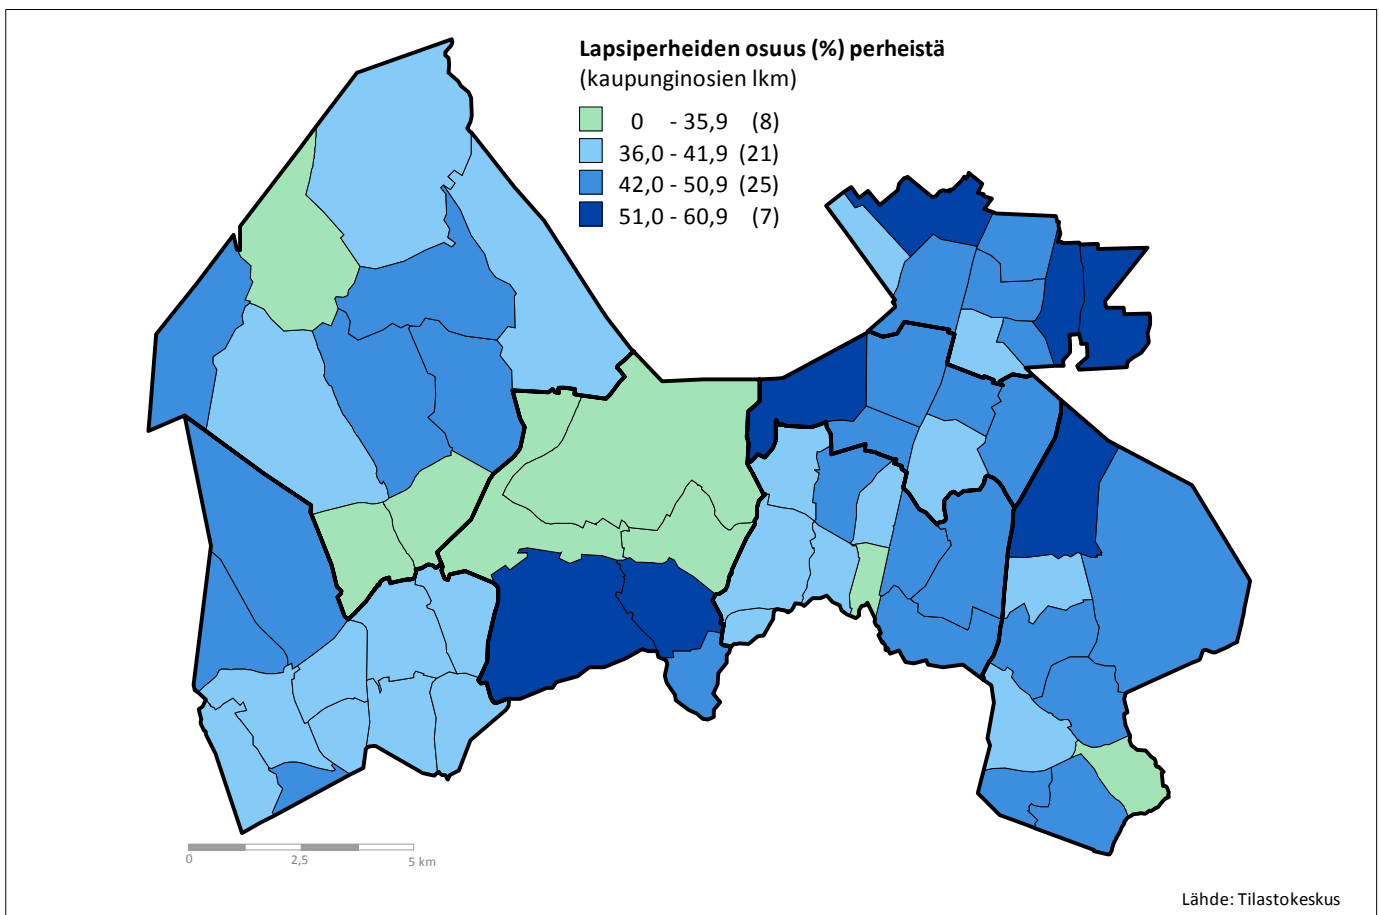 Lapsiperheiden osuus (%) perheistä
(kaupunginosien lkm)
0 - 35,9 (8)
36,0 - 41,9 (21)
42,0 - 50,9 (25)
51,0 - 60,9 (7)
0 2,5 5 km
Lähde: Tilastokeskus